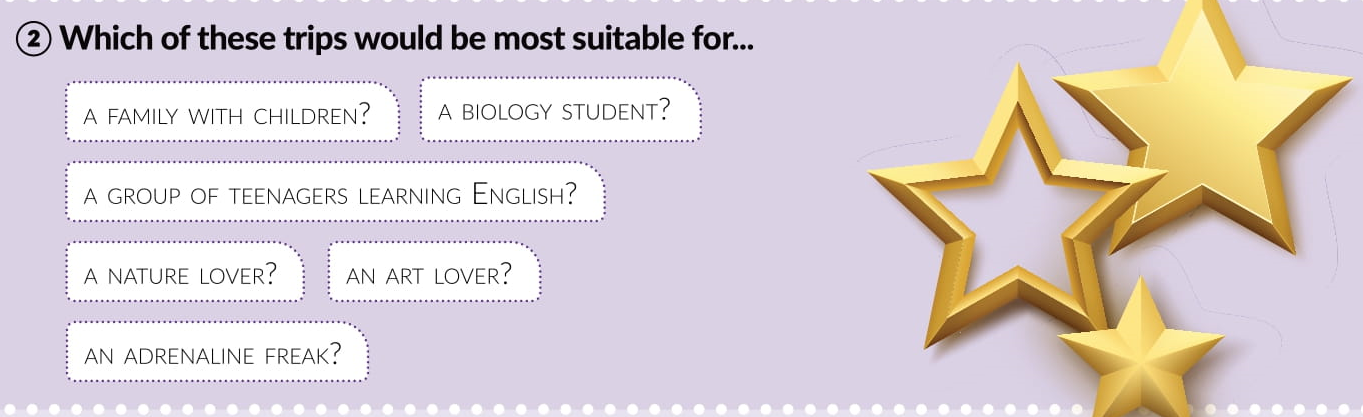 2 Which of these trips would be most suitable for...
A FAMILY WITH CHILDREN? A BIOLOGY STUDENT?
A GROUP OF TEENAGERS LEARNING ENGLISH?
A NATURE LOVER? AN ART LOVER?
AN ADRENALINE FREAK?